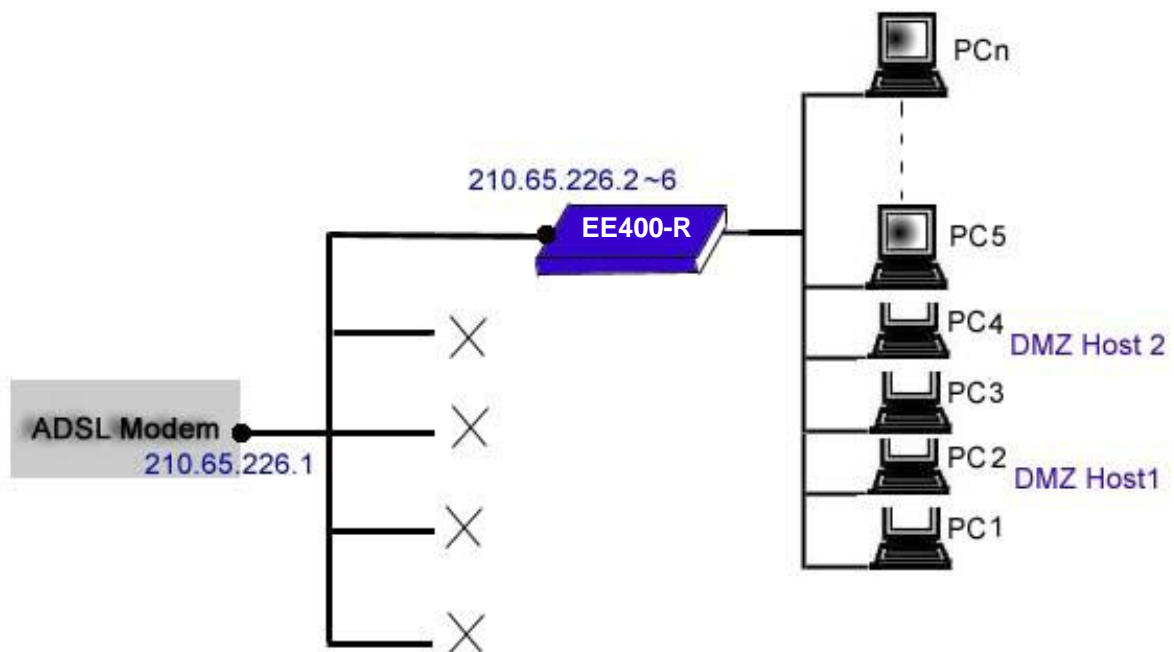 PCn
210.65.226.2 ~6
EE400-R
PC5
PC4
DMZ Host 2
PC3
ADSL Modem
210.65.226.1
PC2
DMZ Host1
PC1